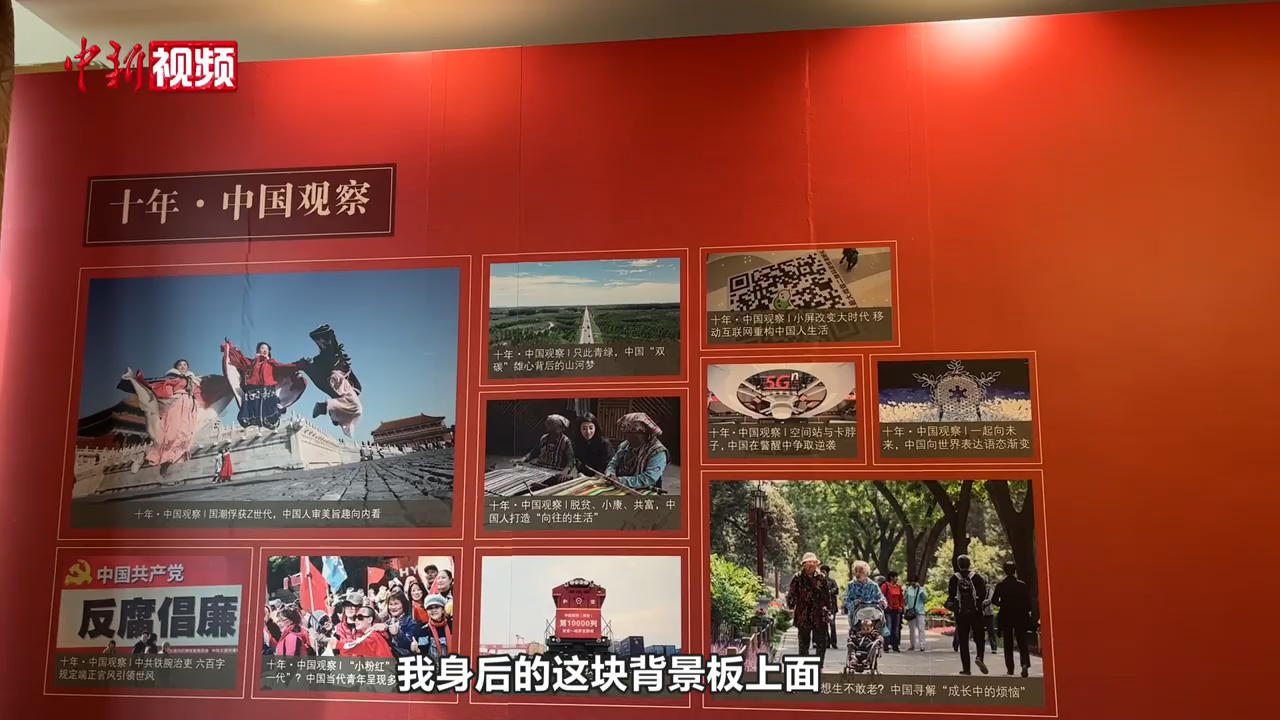 中新视频
十年·中国观察
十年·中国观察 | 国潮俘获Z世代，中国人审美旨趣向内看
十年·中国观察 | 只此青绿，中国“双
碳”雄心背后的山河梦
十年·中国观察 | 小屏改变大时代 移
动互联网重构中国人生活
5G
十年·中国观察 | 空间站与卡脖
子，中国在警醒中争取逆袭
十年·中国观察 | 一起向未
来，中国向世界表达语态渐变
十年·中国观察 | 脱贫、小康、共富，中
国人打造“向往的生活”
中国共产党
反腐倡廉
十年·中国观察 | 中共铁腕治吏 六百字
规定端正官风引领世风
十年·中国观察 | “小粉红”
一代”？中国当代青年呈现多
第10000列
想生不敢老？中国寻解“成长中的烦恼”
我身后的这块背景板上面